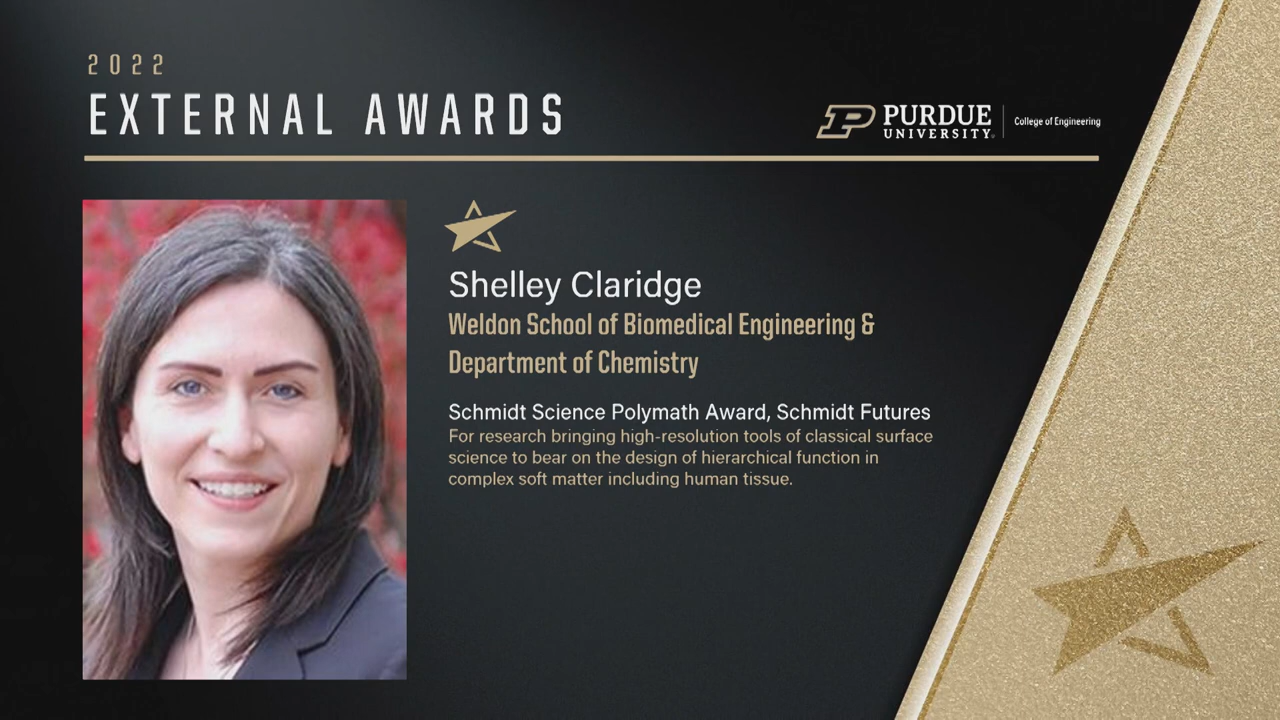 2022
EXTERNAL AWARDS
PURDUE
UNIVERSITY®
College of Engineering
Shelley Claridge
Weldon School of Biomedical Engineering &
Department of Chemistry
Schmidt Science Polymath Award, Schmidt Futures
For research bringing high-resolution tools of classical surface
science to bear on the design of hierarchical function in
complex soft matter including human tissue.